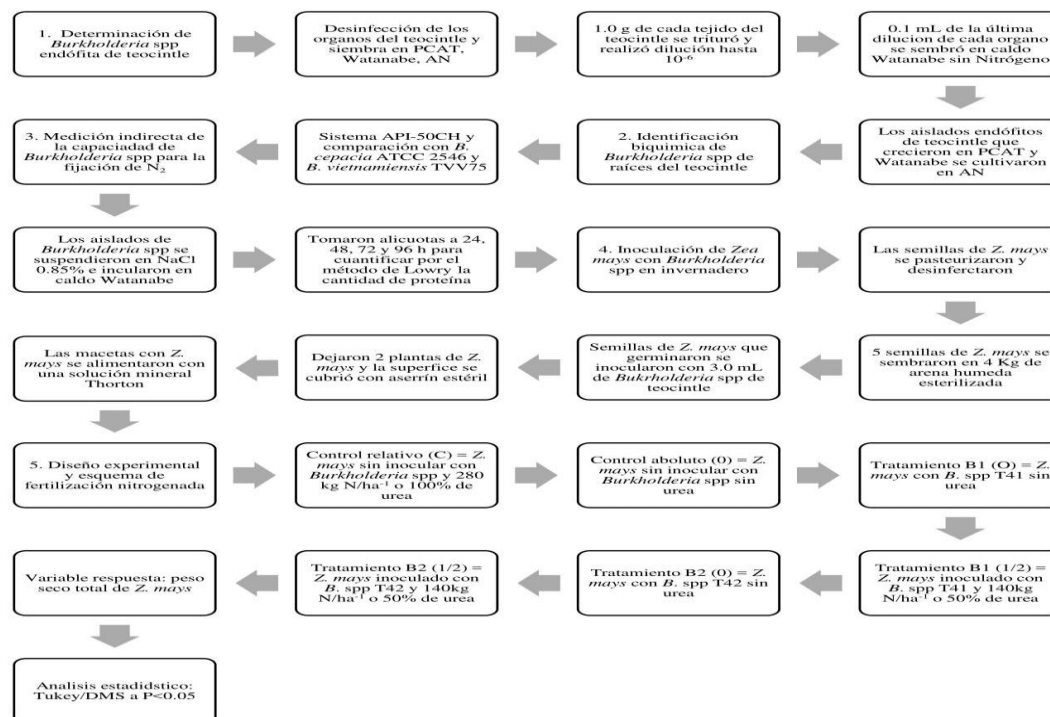 1. Determinación de
Burkholderia spp
endófita de teocintle
Desinfección de los
organos del teocintle y
siembra en PCAT,
Watanabe, AN
1.0 g de cada tejido del
teocintle se trituró y
realizó dilución hasta
10⁻⁶
0.1 mL de la última
dilucion de cada organo
se sembró en caldo
Watanabe sin Nitrógeno
Los aislados endófitos
de teocintle que
crecieron en PCAT y
Watanabe se cultivaron
en AN
2. Identificación
biquimica de
Burkholderia spp de
raíces del teocintle
Sistema API-50CH y
comparación con B.
cepacia ATCC 2546 y
B. vietnamiensis TVV75
3. Medición indirecta de
la capaciadad de
Burkholderia spp para la
fijación de N₂
Los aislados de
Burkholderia spp se
suspendieron en NaCl
0.85% e incularon en
caldo Watanabe
Tomaron alicuotas a 24,
48, 72 y 96 h para
cuantificar por el
método de Lowry la
cantidad de proteína
4. Inoculación de Zea
mays con Burkholderia
spp en invernadero
Las semillas de Z. mays
se pasteurizaron y
desinferctaron
5 semillas de Z. mays se
sembraron en 4 Kg de
arena humeda
esterilizada
Semillas de Z. mays que
germinaron se
inocularon con 3.0 mL
de Bukrholderia spp de
teocintle
Dejaron 2 plantas de Z.
mays y la superfice se
cubrió con aserrín estéril
Las macetas con Z.
mays se alimentaron con
una solución mineral
Thorton
5. Diseño experimental
y esquema de
fertilización nitrogenada
Control relativo (C) = Z.
mays sin inocular con
Burkholderia spp y 280
kg N/ha⁻¹ o 100% de
urea
Control aboluto (0) = Z.
mays sin inocular con
Burkholderia spp sin
urea
Tratamiento B1 (O) = Z.
mays con B. spp T41 sin
urea
Tratamiento B1 (1/2) =
Z. mays inoculado con
B. spp T41 y 140kg
N/ha⁻¹ o 50% de urea
Tratamiento B2 (0) = Z.
mays con B. spp T42 sin
urea
Tratamiento B2 (1/2) =
Z. mays inoculado con
B. spp T42 y 140kg
N/ha⁻¹ o 50% de urea
Variable respuesta: peso
seco total de Z. mays
Analisis estadidstico:
Tukey/DMS a P<0.05